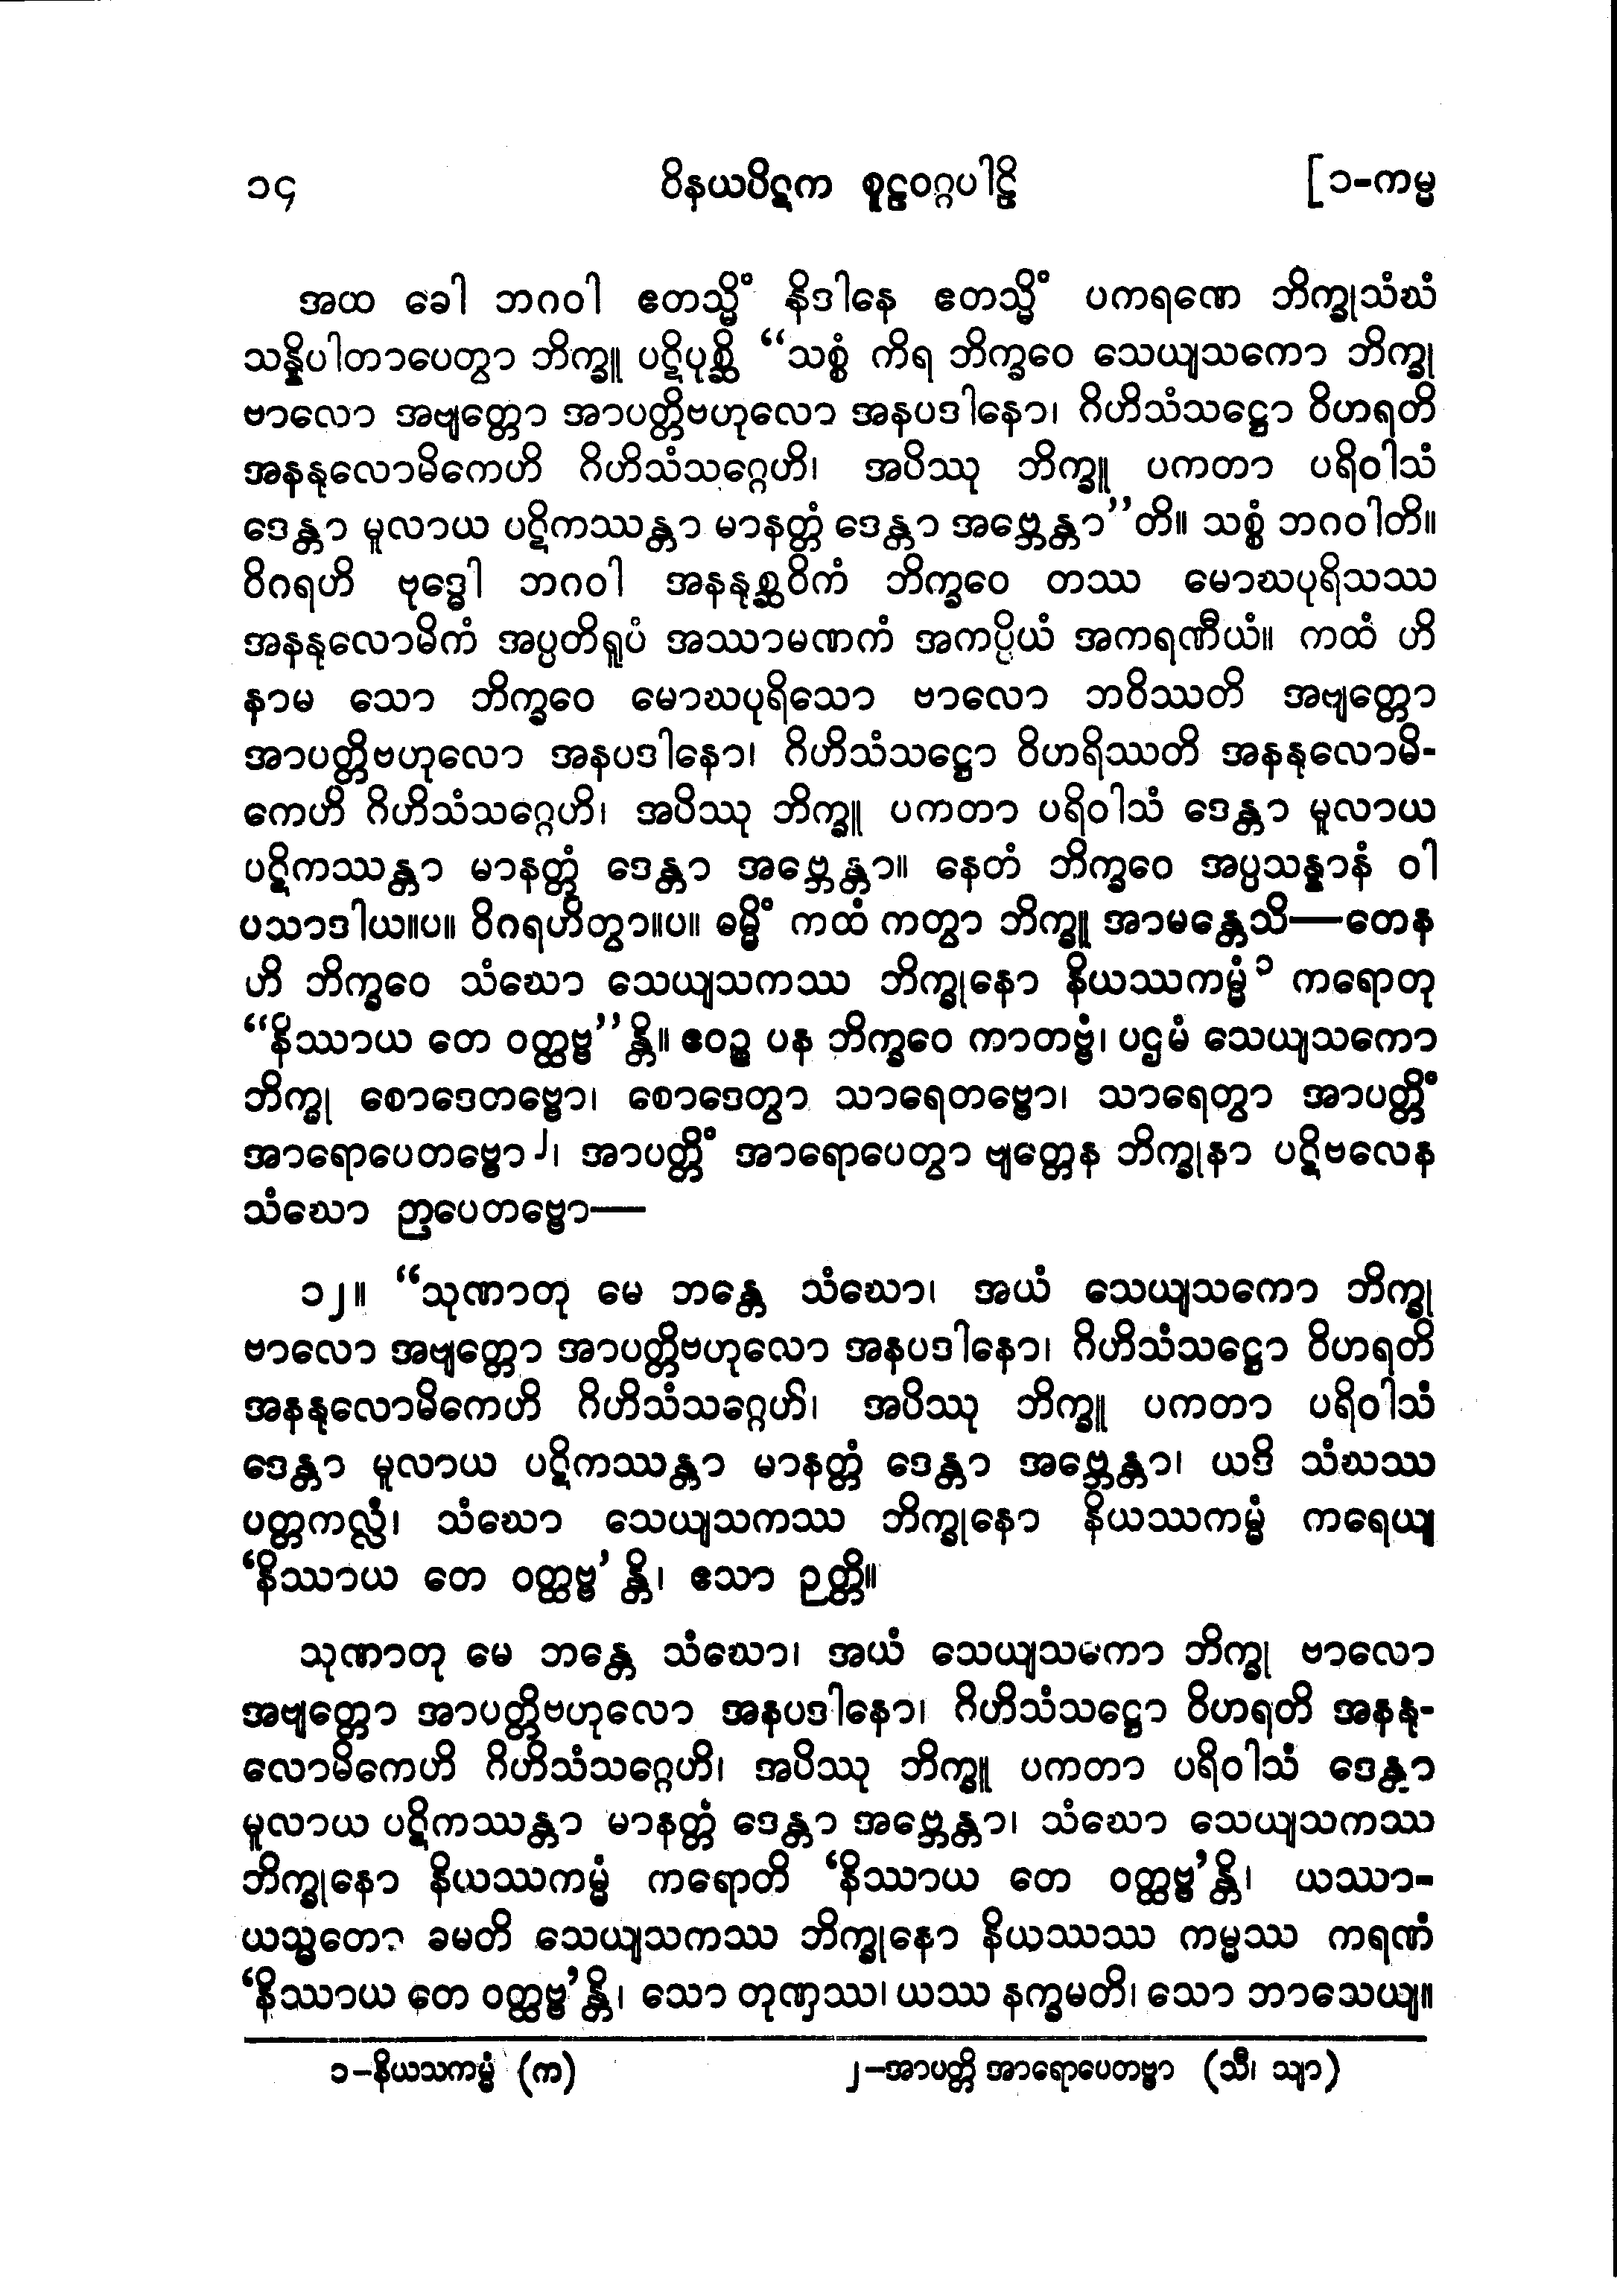 ၁၄ ဝိနယပိဋက စူဠဝဂ္ဂပါဠိ [၁-ကမ္မ
အထ ခေါ ဘဂဝါ ဧတသ္မိံ နိဒါနေ ဧတသ္မိံ ပကရဏေ ဘိက္ခုသံဃံ
သန္နိပါတာပေတွာ ဘိက္ခူ ပဋိပုစ္ဆိ “သစ္စံ ကိရ ဘိက္ခဝေ သေယျသကော ဘိက္ခု
ဗာလော အဗျတ္တော အာပတ္တိဗဟုလော အနပဒါနော၊ ဂိဟိသံသဋ္ဌော ဝိဟရတိ
အနနုလောမိကေဟိ ဂိဟိသံသဂ္ဂေဟိ၊ အပိဿု ဘိက္ခူ ပကတာ ပရိဝါသံ
ဒေန္တာ မူလာယ ပဋိကဿန္တာ မာနတ္တံ ဒေန္တာ အဗ္ဘေန္တာ”တိ။ သစ္စံ ဘဂဝါတိ။
ဝိဂရဟိ ဗုဒ္ဓေါ ဘဂဝါ အနနုစ္ဆဝိကံ ဘိက္ခဝေ တဿ မောဃပုရိသဿ
အနနုလောမိကံ အပ္ပတိရူပံ အဿာမဏကံ အကပ္ပိယံ အကရဏီယံ။ ကထံ ဟိ
နာမ သော ဘိက္ခဝေ မောဃပုရိသော ဗာလော ဘဝိဿတိ အဗျတ္တော
အာပတ္တိဗဟုလော အနပဒါနော၊ ဂိဟိသံသဋ္ဌော ဝိဟရိဿတိ အနနုလောမိ-
ကေဟိ ဂိဟိသံသဂ္ဂေဟိ၊ အပိဿု ဘိက္ခူ ပကတာ ပရိဝါသံ ဒေန္တာ မူလာယ
ပဋိကဿန္တာ မာနတ္တံ ဒေန္တာ အဗ္ဘေန္တာ။ နေတံ ဘိက္ခဝေ အပ္ပသန္နာနံ ဝါ
ပသာဒါယ။ပ။ ဝိဂရဟိတွာ။ပ။ ဓမ္မိံ ကထံ ကတွာ ဘိက္ခူ အာမန္တေသိ—တေန
ဟိ ဘိက္ခဝေ သံဃော သေယျသကဿ ဘိက္ခုနော နိယဿကမ္မံ၁ ကရောတု
“နိဿာယ တေ ဝတ္ထဗ္ဗ”န္တိ။ ဧဝဉ္စ ပန ဘိက္ခဝေ ကာတဗ္ဗံ၊ ပဌမံ သေယျသကော
ဘိက္ခု စောဒေတဗ္ဗော၊ စောဒေတွာ သာရေတဗ္ဗော၊ သာရေတွာ အာပတ္တိံ
အာရောပေတဗ္ဗော၂၊ အာပတ္တိံ အာရောပေတွာ ဗျတ္တေန ဘိက္ခုနာ ပဋိဗလေန
သံဃော ဉာပေတဗ္ဗော—
၁၂။ “သုဏာတု မေ ဘန္တေ သံဃော၊ အယံ သေယျသကော ဘိက္ခု
ဗာလော အဗျတ္တော အာပတ္တိဗဟုလော အနပဒါနော၊ ဂိဟိသံသဋ္ဌော ဝိဟရတိ
အနနုလောမိကေဟိ ဂိဟိသံသဂ္ဂေဟိ၊ အပိဿု ဘိက္ခူ ပကတာ ပရိဝါသံ
ဒေန္တာ မူလာယ ပဋိကဿန္တာ မာနတ္တံ ဒေန္တာ အဗ္ဘေန္တာ၊ ယဒိ သံဃဿ
ပတ္တကလ္လံ၊ သံဃော သေယျသကဿ ဘိက္ခုနော နိယဿကမ္မံ ကရေယျ
‘နိဿာယ တေ ဝတ္ထဗ္ဗ’န္တိ၊ ဧသာ ဉတ္တိ။
သုဏာတု မေ ဘန္တေ သံဃော၊ အယံ သေယျသကော ဘိက္ခု ဗာလော
အဗျတ္တော အာပတ္တိဗဟုလော အနပဒါနော၊ ဂိဟိသံသဋ္ဌော ဝိဟရတိ အနနု-
လောမိကေဟိ ဂိဟိသံသဂ္ဂေဟိ၊ အပိဿု ဘိက္ခူ ပကတာ ပရိဝါသံ ဒေန္တာ
မူလာယ ပဋိကဿန္တာ မာနတ္တံ ဒေန္တာ အဗ္ဘေန္တာ၊ သံဃော သေယျသကဿ
ဘိက္ခုနော နိယဿကမ္မံ ကရောတိ ‘နိဿာယ တေ ဝတ္ထဗ္ဗ’န္တိ၊ ယဿာ-
ယသ္မတော ခမတိ သေယျသကဿ ဘိက္ခုနော နိယဿဿ ကမ္မဿ ကရဏံ
‘နိဿာယ တေ ဝတ္ထဗ္ဗ’န္တိ၊ သော တုဏှဿ၊ ယဿ နက္ခမတိ၊ သော ဘာသေယျ။
၁-နိယသကမ္မံ (က) ၂-အာပတ္တိ အာရောပေတဗ္ဗာ (သီ၊ သျာ)